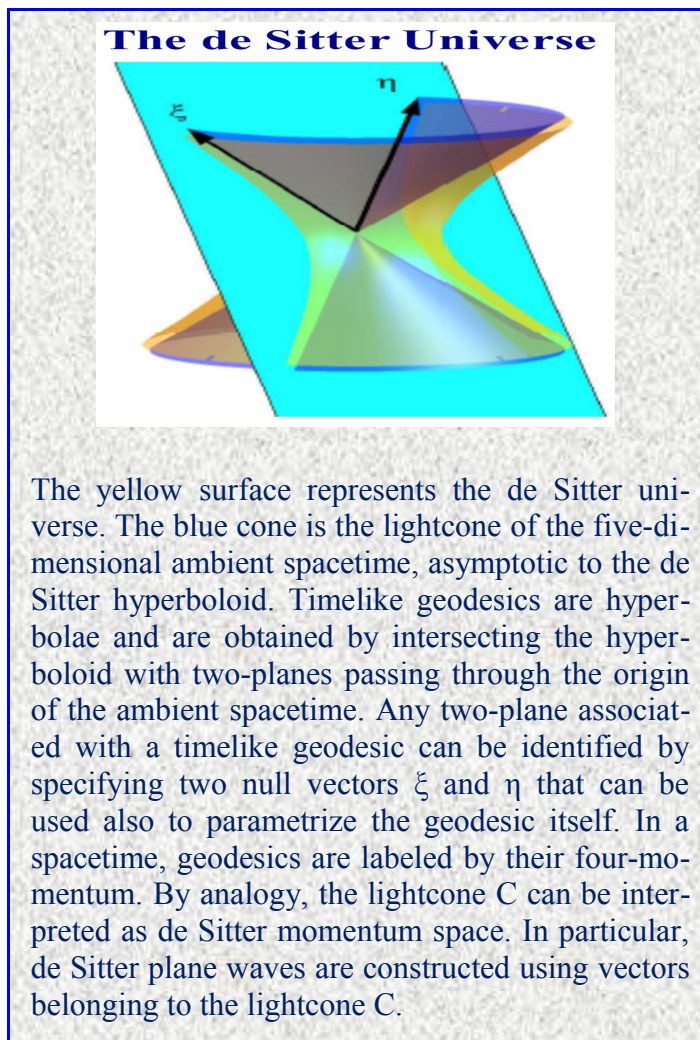 The de Sitter Universe
ξ
η
The yellow surface represents the de Sitter uni-
verse. The blue cone is the lightcone of the five-di-
mensional ambient spacetime, asymptotic to the de
Sitter hyperboloid. Timelike geodesics are hyper-
bolae and are obtained by intersecting the hyper-
boloid with two-planes passing through the origin
of the ambient spacetime. Any two-plane associat-
ed with a timelike geodesic can be identified by
specifying two null vectors ξ and η that can be
used also to parametrize the geodesic itself. In a
spacetime, geodesics are labeled by their four-mo-
mentum. By analogy, the lightcone C can be inter-
preted as de Sitter momentum space. In particular,
de Sitter plane waves are constructed using vectors
belonging to the lightcone C.